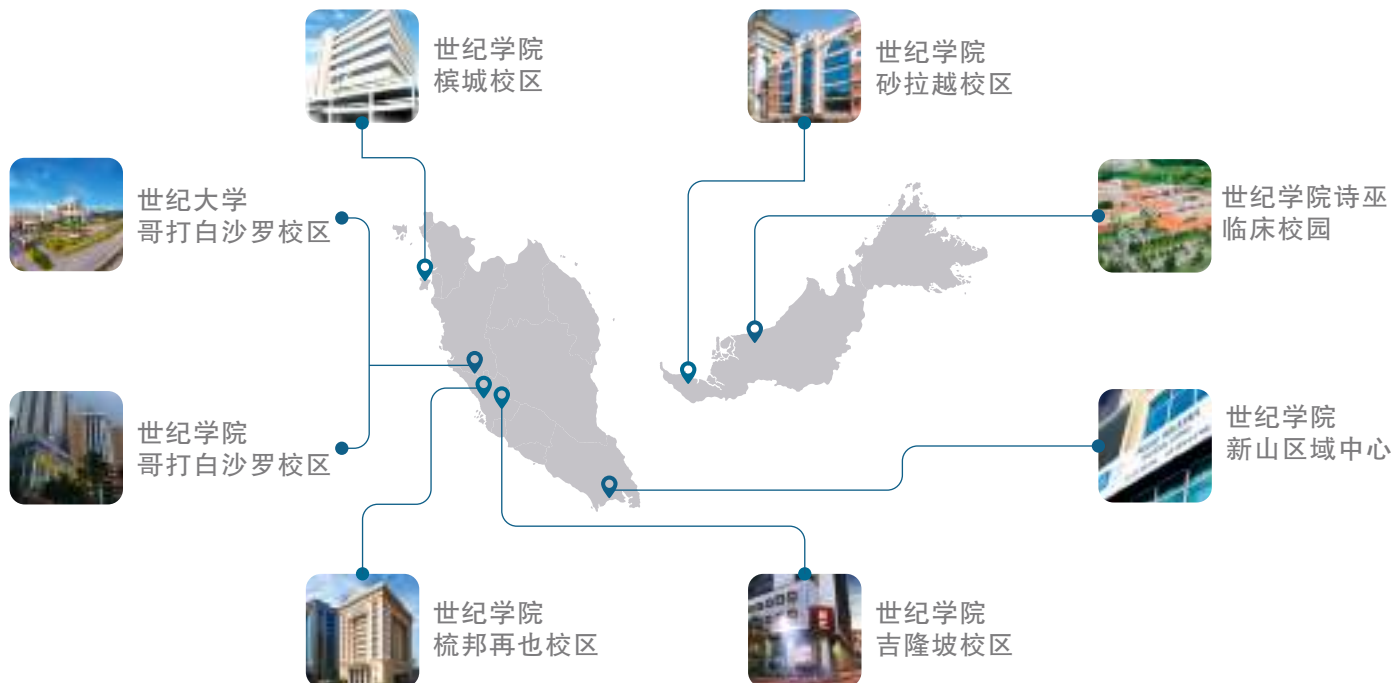 世纪学院
槟城校区
世纪学院
砂拉越校区
世纪大学
哥打白沙罗校区
世纪学院诗巫
临床校园
世纪学院
哥打白沙罗校区
世纪学院
新山区域中心
世纪学院
梳邦再也校区
世纪学院
吉隆坡校区